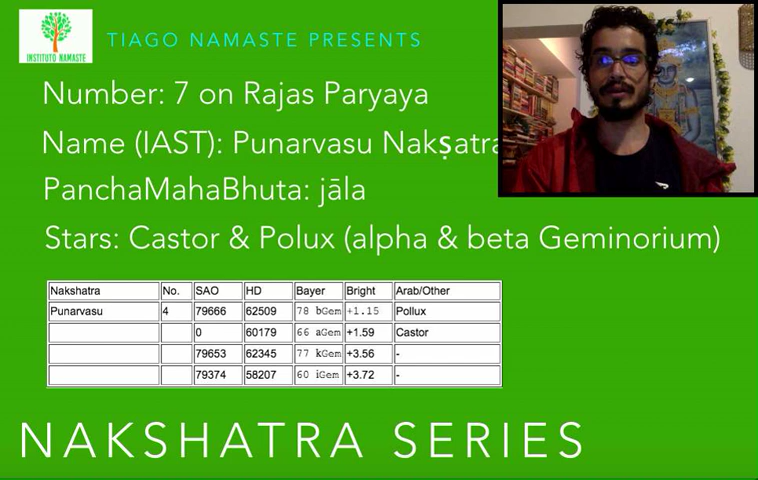 INSTITUTO NAMASTE
TIAGO NAMASTE PRESENTS
Number: 7 on Rajas Paryaya
Name (IAST): Punarvasu Nakṣatra
PanchaMahaBhuta: jāla
Stars: Castor & Polux (alpha & beta Geminorium)
Nakshatra No. SAO HD Bayer Bright Arab/Other
Punarvasu 4 79666 62509 78 bGem +1.15 Pollux
0 60179 66 aGem +1.59 Castor
79653 62345 77 kGem +3.56 -
79374 58207 60 iGem +3.72 -
NAKSHATRA SERIES